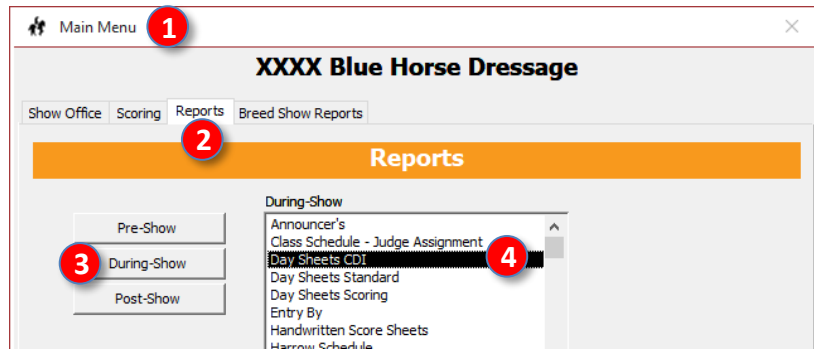 Main Menu 1
XXXX Blue Horse Dressage
Show Office Scoring Reports Breed Show Reports
2
Reports
During-Show
Pre-Show
3 During-Show
Post-Show
Announcer's
Class Schedule - Judge Assignment
Day Sheets CDI 4
Day Sheets Standard
Day Sheets Scoring
Entry By
Handwritten Score Sheets
Harrow Schedule